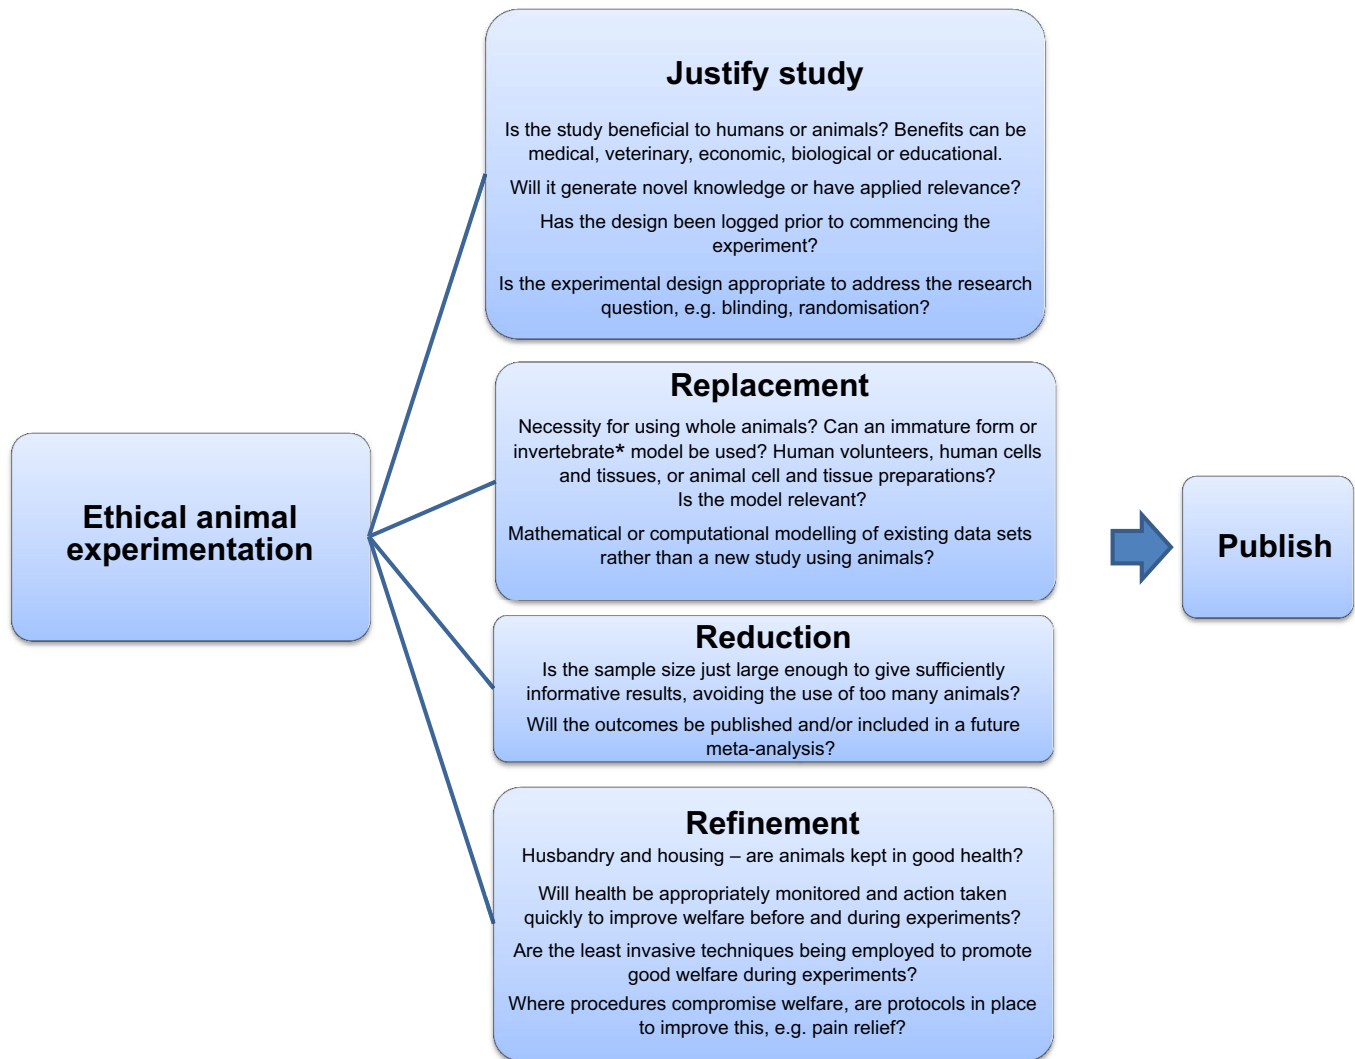 Justify study
Is the study beneficial to humans or animals? Benefits can be
medical, veterinary, economic, biological or educational.
Will it generate novel knowledge or have applied relevance?
Has the design been logged prior to commencing the
experiment?
Is the experimental design appropriate to address the research
question, e.g. blinding, randomisation?
Replacement
Necessity for using whole animals? Can an immature form or
invertebrate* model be used? Human volunteers, human cells
and tissues, or animal cell and tissue preparations?
Is the model relevant?
Mathematical or computational modelling of existing data sets
rather than a new study using animals?
Ethical animal
experimentation
Publish
Reduction
Is the sample size just large enough to give sufficiently
informative results, avoiding the use of too many animals?
Will the outcomes be published and/or included in a future
meta-analysis?
Refinement
Husbandry and housing – are animals kept in good health?
Will health be appropriately monitored and action taken
quickly to improve welfare before and during experiments?
Are the least invasive techniques being employed to promote
good welfare during experiments?
Where procedures compromise welfare, are protocols in place
to improve this, e.g. pain relief?